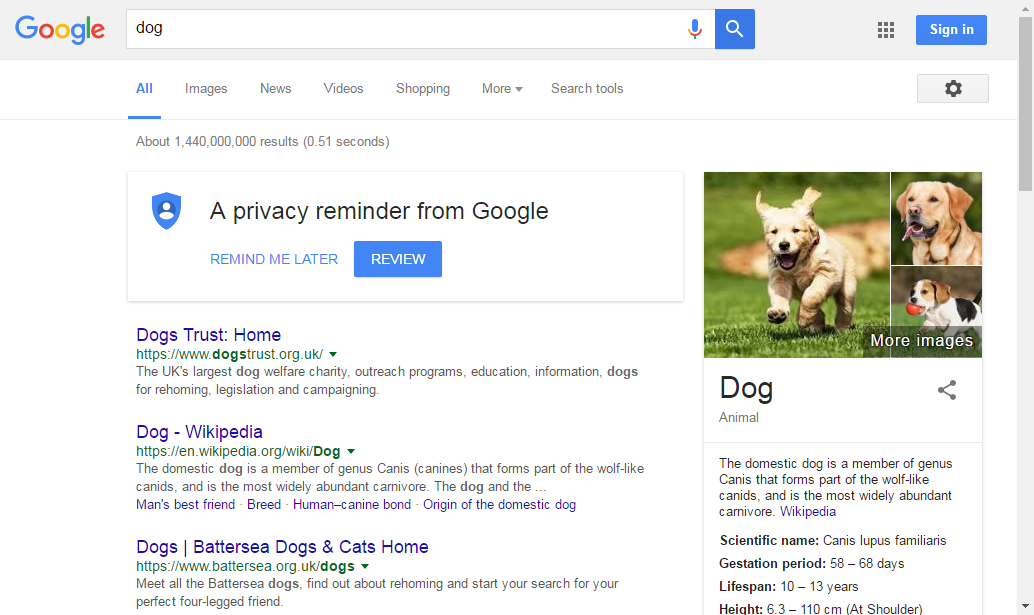 Google
dog
Sign in
All Images News Videos Shopping More Search tools
About 1,440,000,000 results (0.51 seconds)
A privacy reminder from Google
REMIND ME LATER REVIEW
Dogs Trust: Home
https://www.dogstrust.org.uk/
The UK's largest dog welfare charity, outreach programs, education, information, dogs
for rehoming, legislation and campaigning.
Dog - Wikipedia
https://en.wikipedia.org/wiki/Dog
The domestic dog is a member of genus Canis (canines) that forms part of the wolf-like
canids, and is the most widely abundant carnivore. The dog and the ...
Man's best friend · Breed · Human–canine bond · Origin of the domestic dog
Dogs | Battersea Dogs & Cats Home
https://www.battersea.org.uk/dogs
Meet all the Battersea dogs, find out about rehoming and start your search for your
perfect four-legged friend.
More images
Dog
Animal
The domestic dog is a member of genus
Canis that forms part of the wolf-like
canids, and is the most widely abundant
carnivore. Wikipedia
Scientific name: Canis lupus familiaris
Gestation period: 58 – 68 days
Lifespan: 10 – 13 years
Height: 6.3 – 110 cm (At Shoulder)